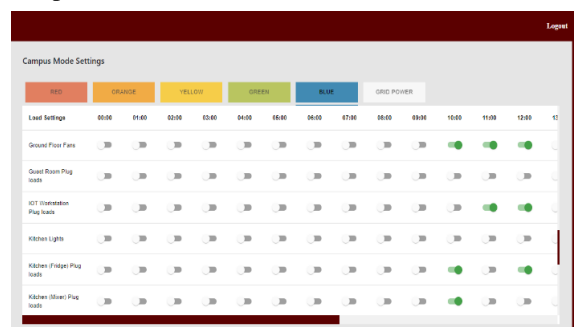 Logout
Campus Mode Settings
RED ORANGE YELLOW GREEN BLUE GRID POWER
Load Settings 00:00 01:00 02:00 03:00 04:00 05:00 06:00 07:00 08:00 09:00 10:00 11:00 12:00 13
Ground Floor Fans
Guest Room Plug
loads
IOT Workstation
Plug loads
Kitchen Lights
Kitchen (Fridge) Plug
loads
Kitchen (Mixer) Plug
loads